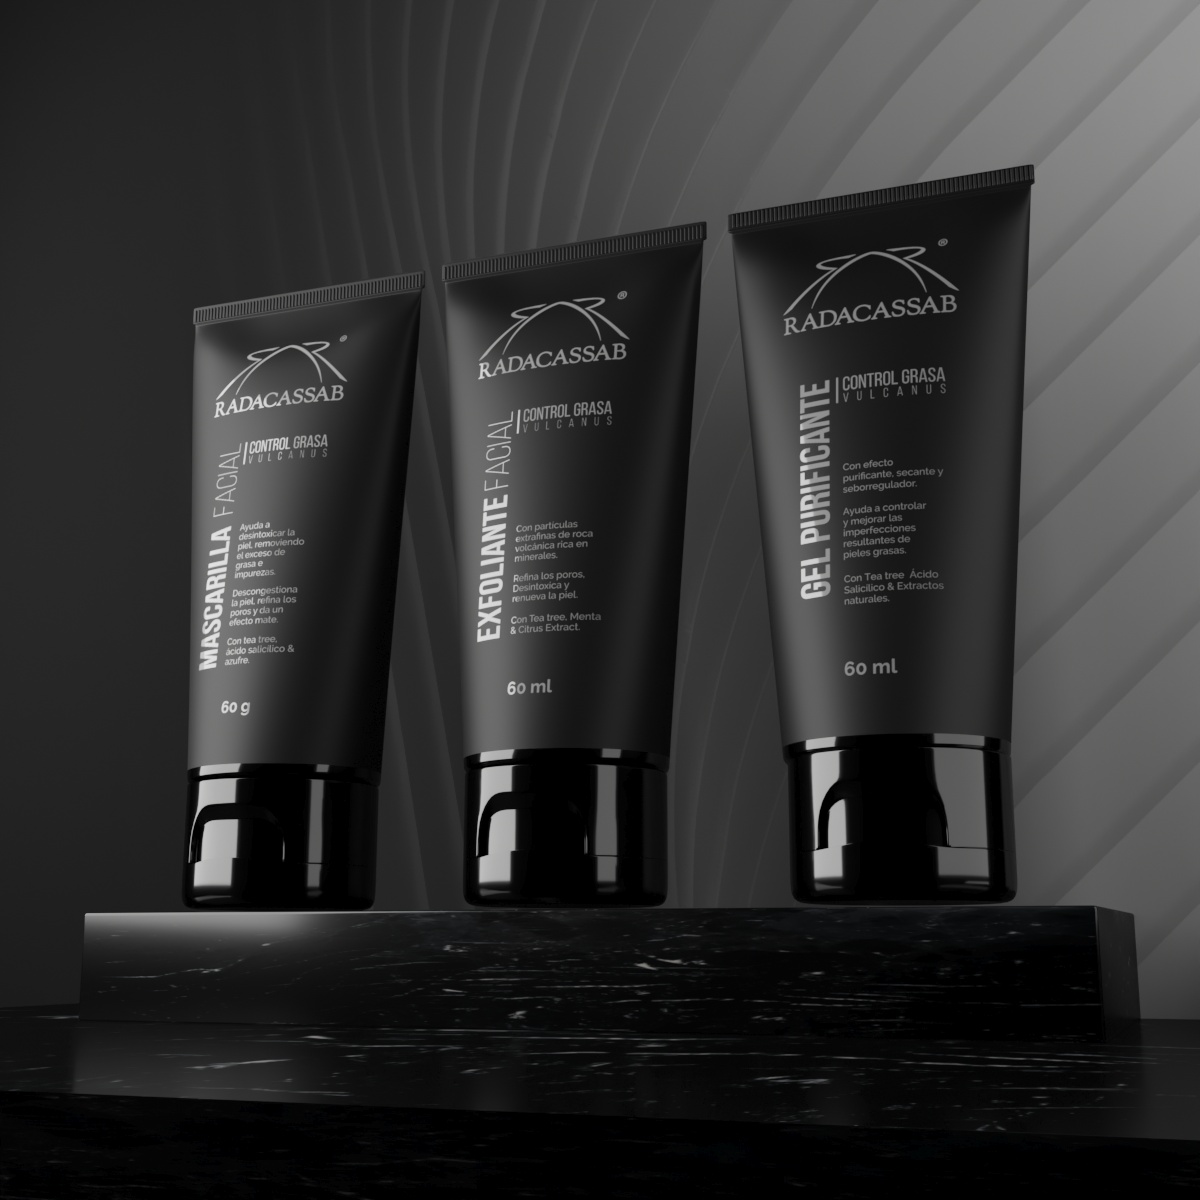 RADACASSAB®
CONTROL GRASA
VULCANUS
MASCARILLA FACIAL
Ayuda a
desintoxicar la
piel, removiendo
el exceso de
grasa e
impurezas.
Descongestiona
la piel, refina los
poros y da un
efecto mate.
Con tea tree,
ácido salicílico &
azufre.
60 g
RADACASSAB®
CONTROL GRASA
VULCANUS
EXFOLIANTE FACIAL
Con partículas
extrafinas de roca
volcánica rica en
minerales.
Refina los poros,
Desintoxica y
renueva la piel.
Con Tea tree, Menta
& Citrus Extract.
60 ml
RADACASSAB®
CONTROL GRASA
VULCANUS
GEL PURIFICANTE
Con efecto
purificante, secante y
seborregulador.
Ayuda a controlar
y mejorar las
imperfecciones
resultantes de
pieles grasas.
Con Tea tree Ácido
Salicílico & Extractos
naturales.
60 ml